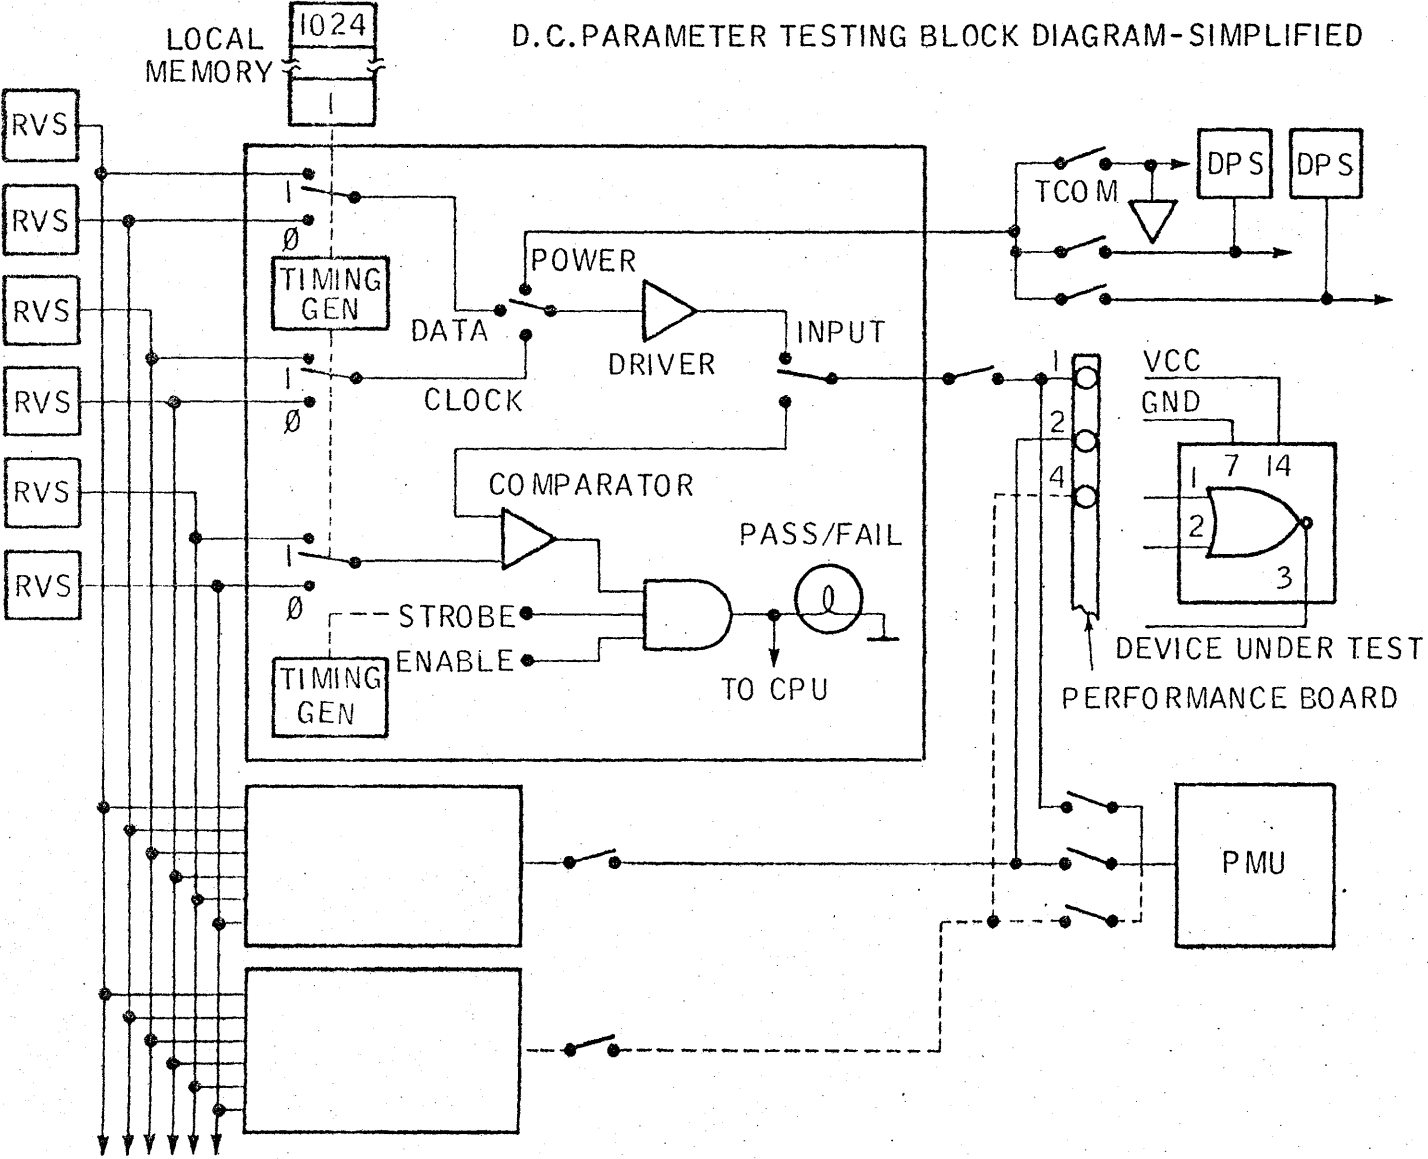 D.C. PARAMETER TESTING BLOCK DIAGRAM-SIMPLIFIED
LOCAL
MEMORY
1024
1
RVS
RVS
RVS
RVS
RVS
RVS
1
Ø
TIMING
GEN
1
Ø
1
Ø
TIMING
GEN
DATA
POWER
CLOCK
DRIVER
INPUT
COMPARATOR
PASS/FAIL
STROBE
ENABLE
TO CPU
TCOM
DPS
DPS
1
2
4
VCC
GND
7
14
1
2
3
DEVICE UNDER TEST
PERFORMANCE BOARD
PMU